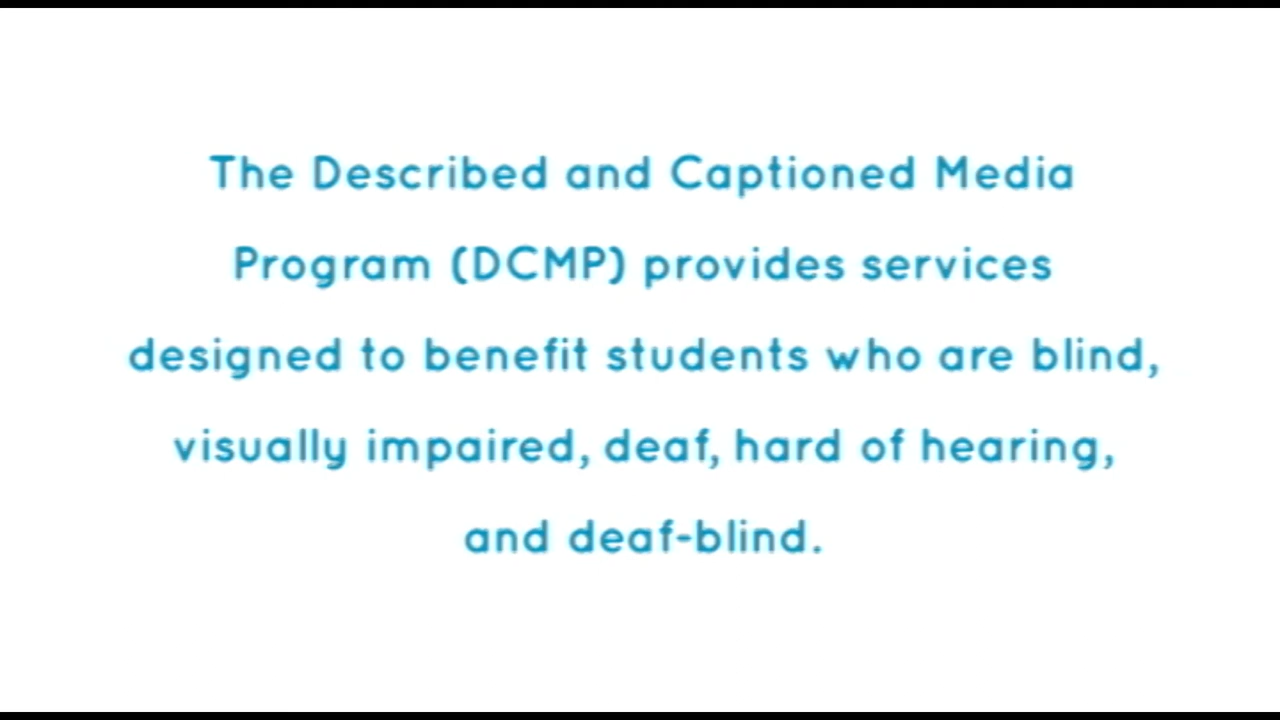 The Described and Captioned Media
Program (DCMP) provides services
designed to benefit students who are blind,
visually impaired, deaf, hard of hearing,
and deaf-blind.